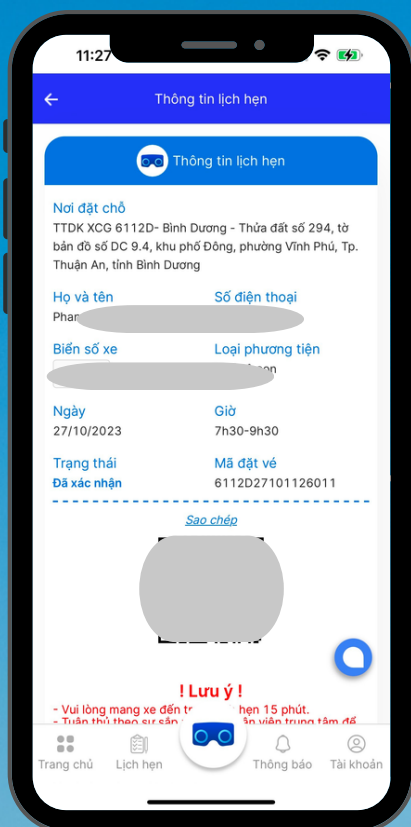 11:27
Thông tin lịch hẹn
Thông tin lịch hẹn
Nơi đặt chỗ
TTDK XCG 6112D- Bình Dương - Thửa đất số 294, tờ
bản đồ số DC 9.4, khu phố Đông, phường Vĩnh Phú, Tp.
Thuận An, tỉnh Bình Dương
Họ và tên
Số điện thoại
Biển số xe
Loại phương tiện
Ngày
Giờ
27/10/2023
7h30-9h30
Trạng thái
Mã đặt vé
Đã xác nhận
6112D27101126011
Sao chép
! Lưu ý !
- Vui lòng mang xe đến hẹn 15 phút.
- Tuân thủ theo viên trung tâm để
Trang chủ
Lịch hẹn
Thông báo
Tài khoản